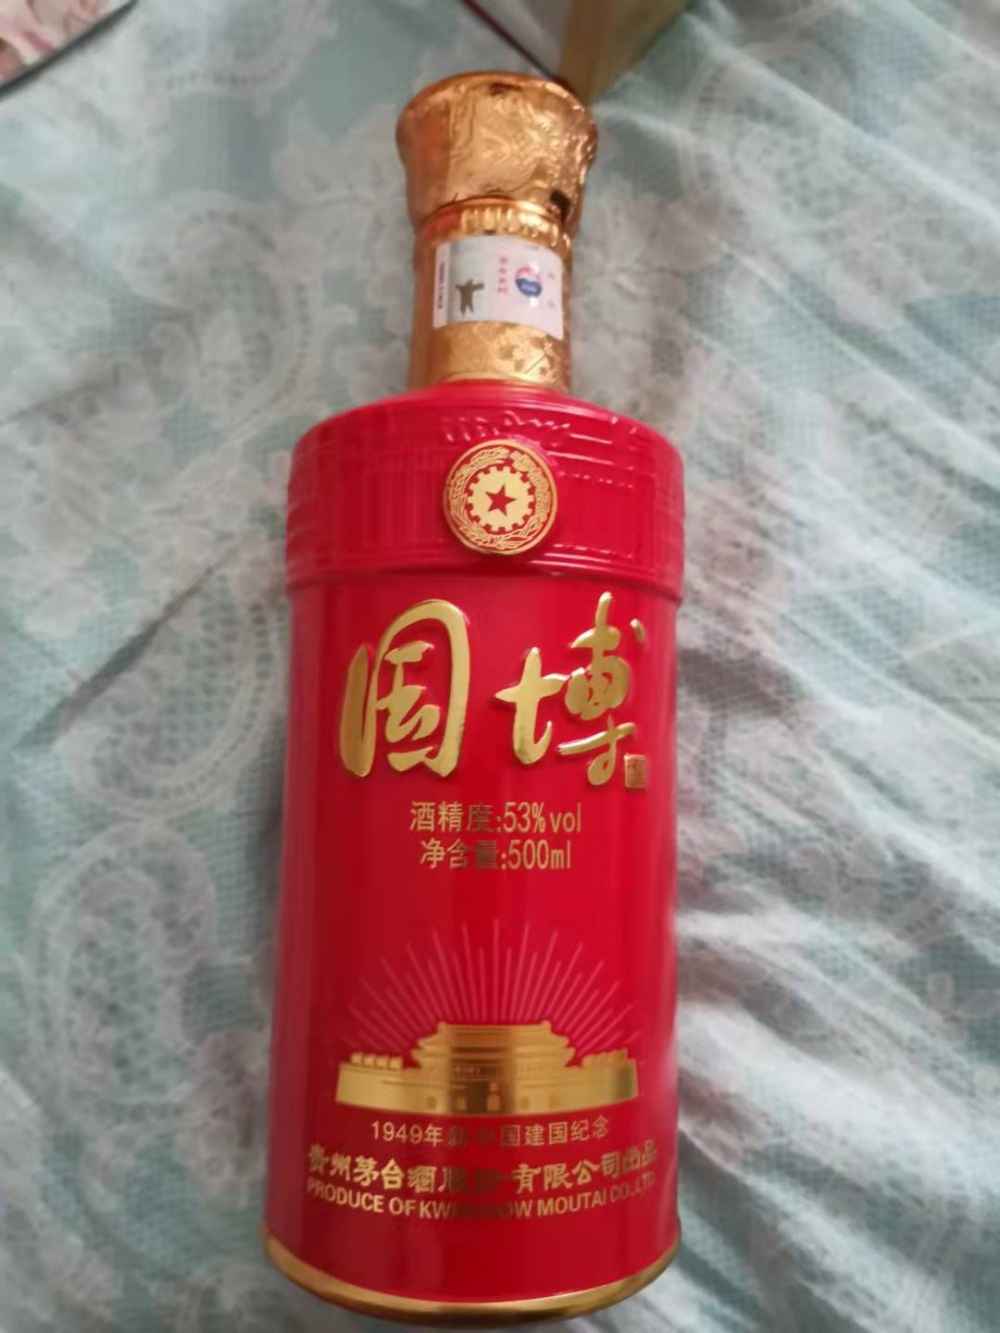 国博
酒精度:53%vol
净含量:500ml
1949年新中国建国纪念
贵州茅台酒股份有限公司出品
PRODUCE OF KWEICHOW MOUTAI CO.,LTD